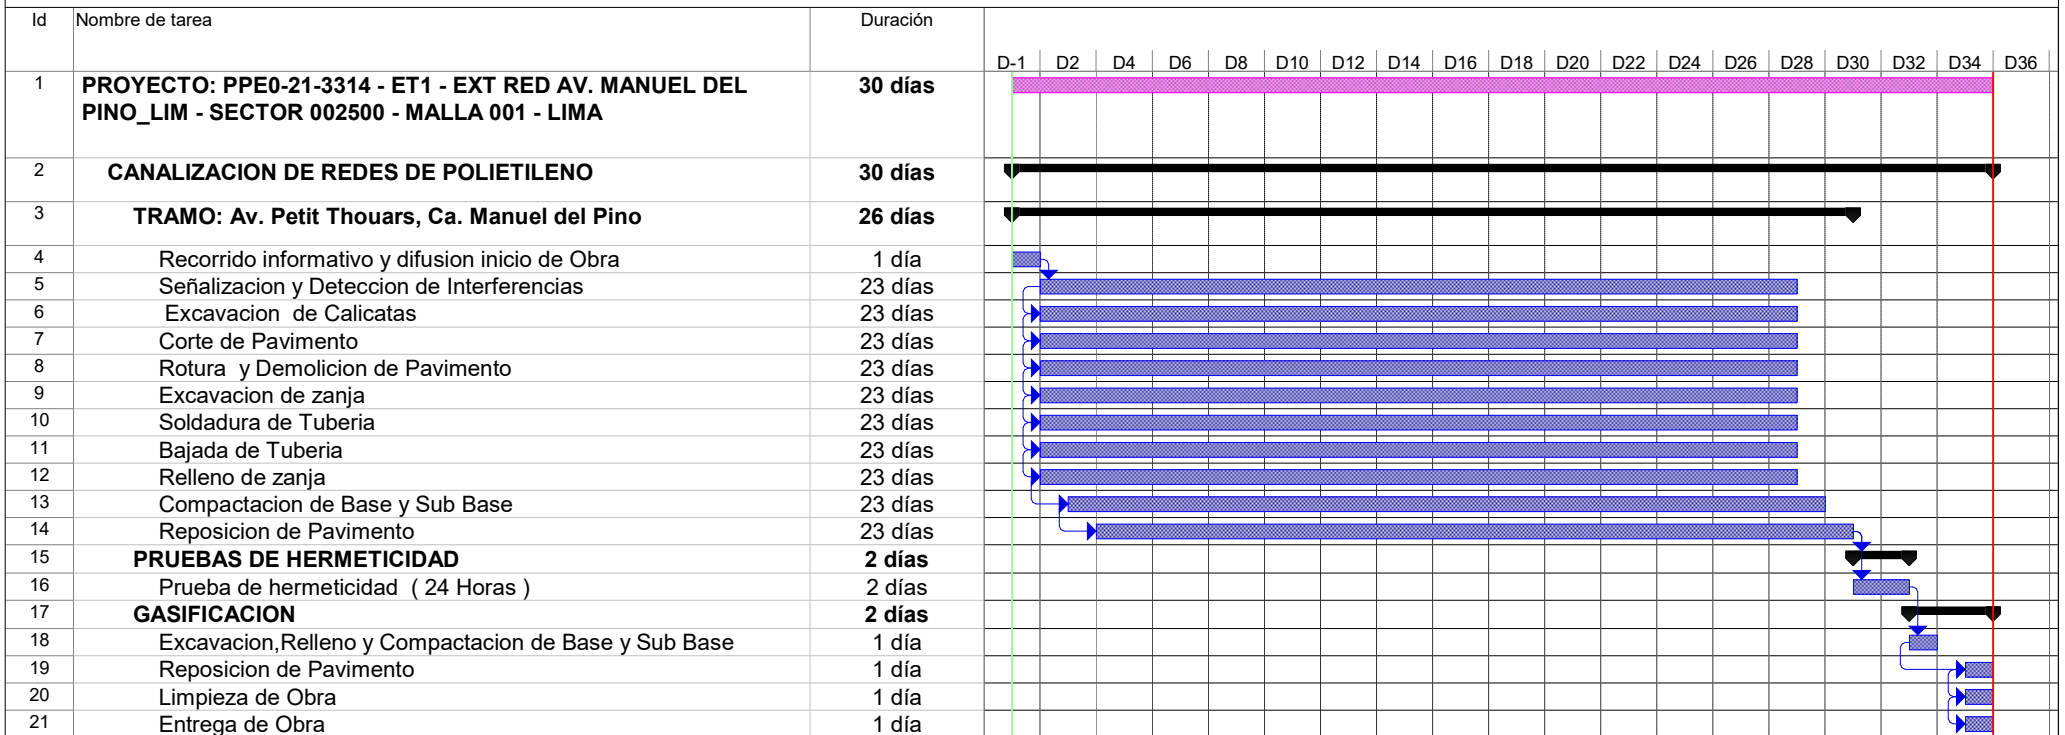 Id Nombre de tarea Duración
D-1 D2 D4 D6 D8 D10 D12 D14 D16 D18 D20 D22 D24 D26 D28 D30 D32 D34 D36
1 PROYECTO: PPE0-21-3314 - ET1 - EXT RED AV. MANUEL DEL 30 días
PINO_LIM - SECTOR 002500 - MALLA 001 - LIMA
2 CANALIZACION DE REDES DE POLIETILENO 30 días
3 TRAMO: Av. Petit Thouars, Ca. Manuel del Pino 26 días
4 Recorrido informativo y difusion inicio de Obra 1 día
5 Señalizacion y Deteccion de Interferencias 23 días
6 Excavacion de Calicatas 23 días
7 Corte de Pavimento 23 días
8 Rotura y Demolicion de Pavimento 23 días
9 Excavacion de zanja 23 días
10 Soldadura de Tuberia 23 días
11 Bajada de Tuberia 23 días
12 Relleno de zanja 23 días
13 Compactacion de Base y Sub Base 23 días
14 Reposicion de Pavimento 23 días
15 PRUEBAS DE HERMETICIDAD 2 días
16 Prueba de hermeticidad ( 24 Horas ) 2 días
17 GASIFICACION 2 días
18 Excavacion,Relleno y Compactacion de Base y Sub Base 1 día
19 Reposicion de Pavimento 1 día
20 Limpieza de Obra 1 día
21 Entrega de Obra 1 día